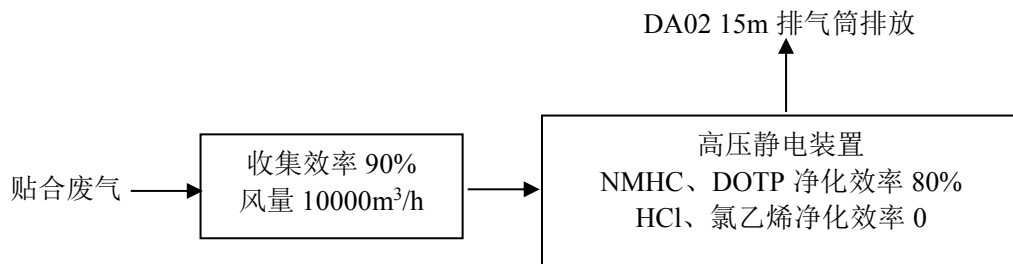 DA02 15m 排气筒排放
贴合废气
收集效率 90%
风量 10000m³/h
高压静电装置
NMHC、DOTP 净化效率 80%
HCl、氯乙烯净化效率 0